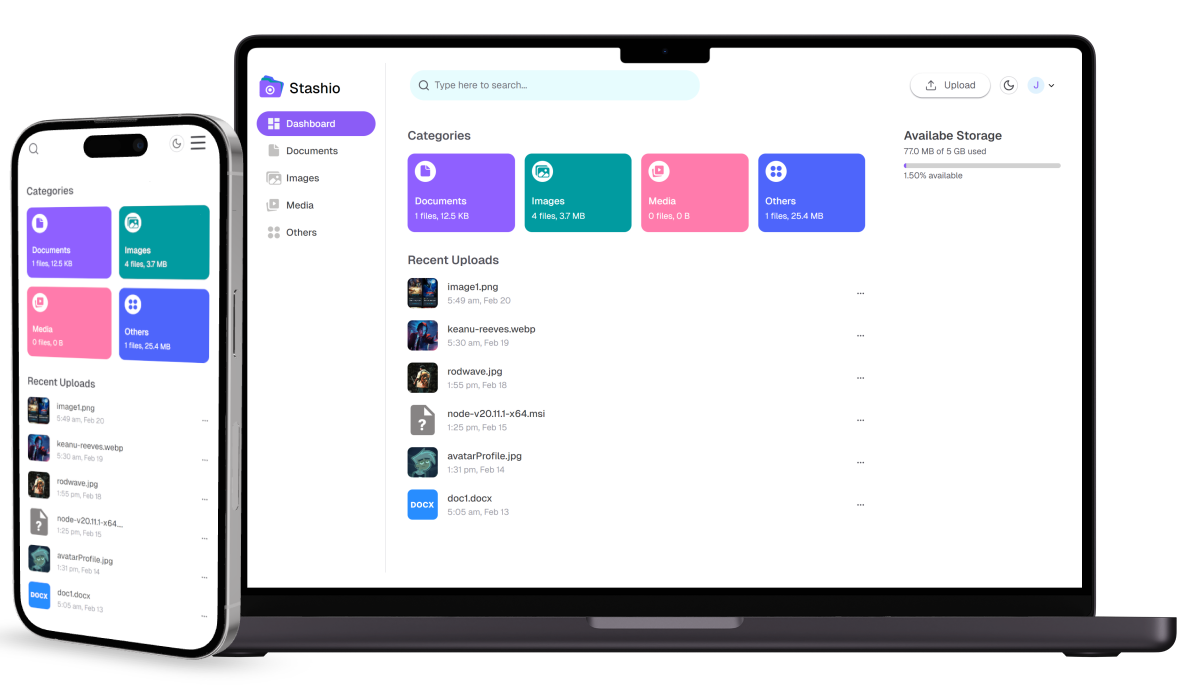 Categories
Documents
1 files, 12.5 KB
Images
4 files, 3.7 MB
Media
0 files, 0 B
Others
1 files, 25.4 MB
Recent Uploads
image1.png
5:49 am, Feb 20
keanu-reeves.webp
5:30 am, Feb 19
rodwave.jpg
1:55 pm, Feb 18
node-v20.11.1-x64...
1:25 pm, Feb 15
avatarProfile.jpg
1:31 pm, Feb 14
DOCX
doc1.docx
5:05 am, Feb 13
Stashio
Dashboard
Documents
Images
Media
Others
Type here to search...
Upload
J
Categories
Documents
1 files, 12.5 KB
Images
4 files, 3.7 MB
Media
0 files, 0 B
Others
1 files, 25.4 MB
Availabe Storage
77.0 MB of 5 GB used
1.50% available
Recent Uploads
image1.png
5:49 am, Feb 20
...
keanu-reeves.webp
5:30 am, Feb 19
...
rodwave.jpg
1:55 pm, Feb 18
...
?
node-v20.11.1-x64.msi
1:25 pm, Feb 15
...
avatarProfile.jpg
1:31 pm, Feb 14
...
DOCX
doc1.docx
5:05 am, Feb 13
...